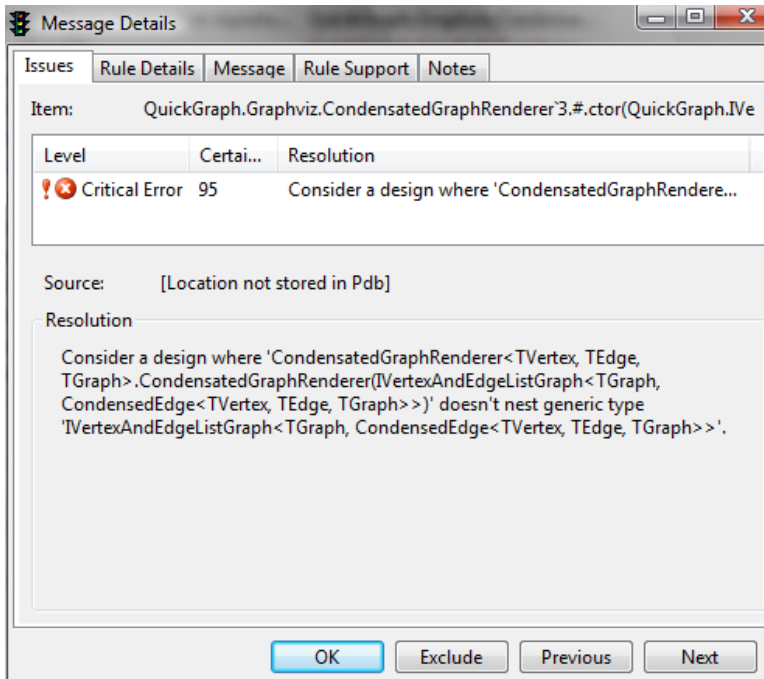 Message Details
Issues Rule Details Message Rule Support Notes
Item: QuickGraph.Graphviz.CondensatedGraphRenderer`3.#.ctor(QuickGraph.IVe
Level Certai... Resolution
Critical Error 95 Consider a design where 'CondensatedGraphRendere...
Source: [Location not stored in Pdb]
Resolution
Consider a design where 'CondensatedGraphRenderer<TVertex, TEdge,
TGraph>.CondensatedGraphRenderer(IVertexAndEdgeListGraph<TGraph,
CondensedEdge<TVertex, TEdge, TGraph>>)' doesn't nest generic type
'IVertexAndEdgeListGraph<TGraph, CondensedEdge<TVertex, TEdge, TGraph>>'.
OK Exclude Previous Next